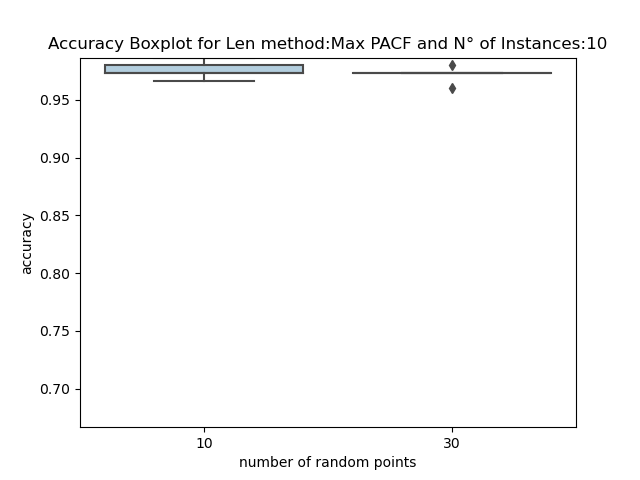 Accuracy Boxplot for Len method:Max PACF and N° of Instances:10
0.95
0.90
0.85
0.80
0.75
0.70
accuracy
10 30
number of random points